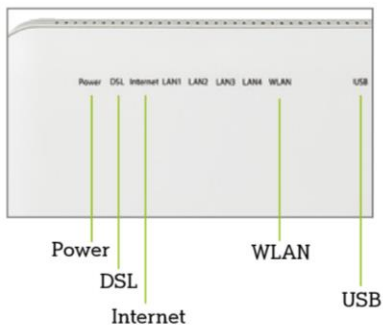 Power DSL Internet LAN1 LAN2 LAN3 LAN4 WLAN USB
Power WLAN
DSL USB
Internet